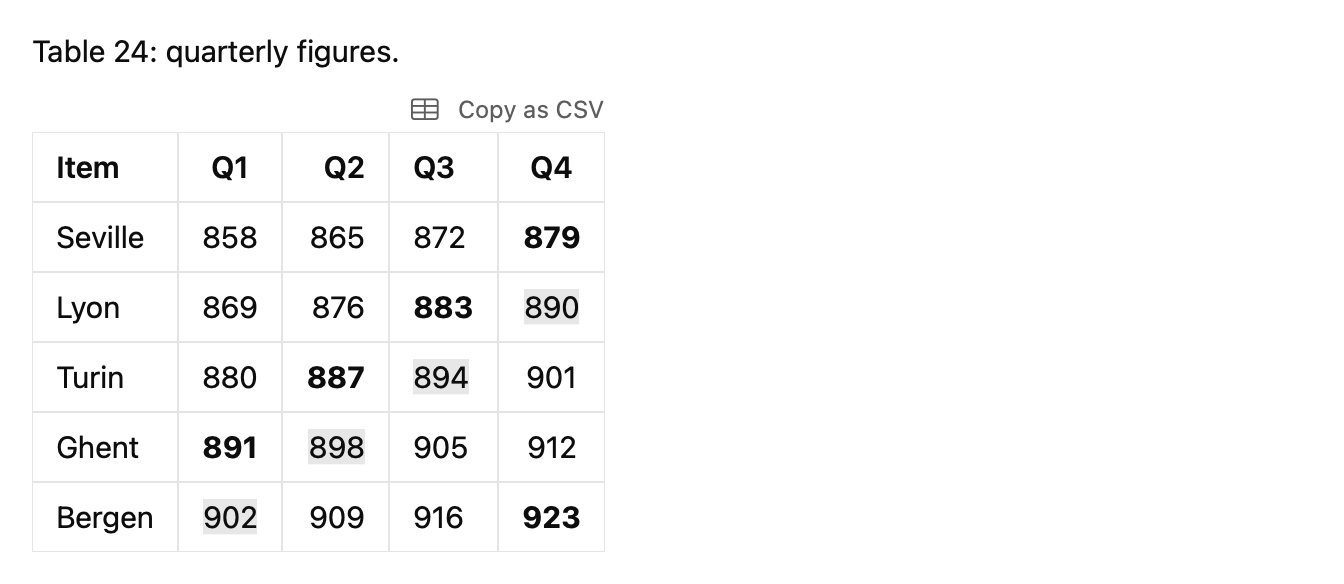 Table 24: quarterly figures.
Copy as CSV
Item Q1 Q2 Q3 Q4
Seville 858 865 872 879
Lyon 869 876 883 890
Turin 880 887 894 901
Ghent 891 898 905 912
Bergen 902 909 916 923